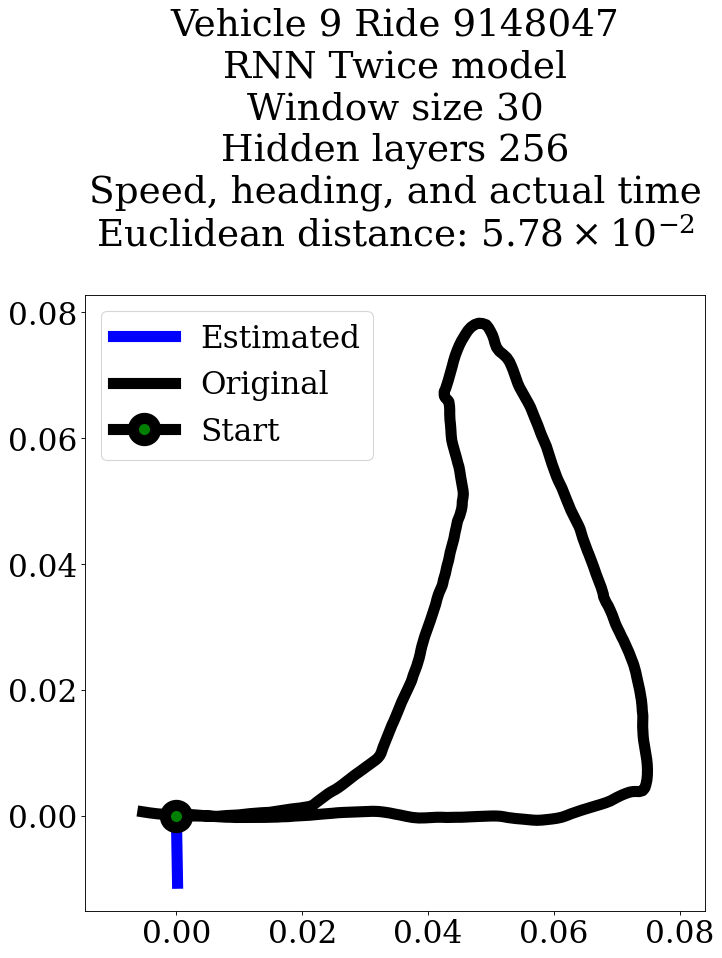 Vehicle 9 Ride 9148047
RNN Twice model
Window size 30
Hidden layers 256
Speed, heading, and actual time
Euclidean distance: 5.78 × 10⁻²
Estimated
Original
Start
0.08
0.06
0.04
0.02
0.00
0.00 0.02 0.04 0.06 0.08